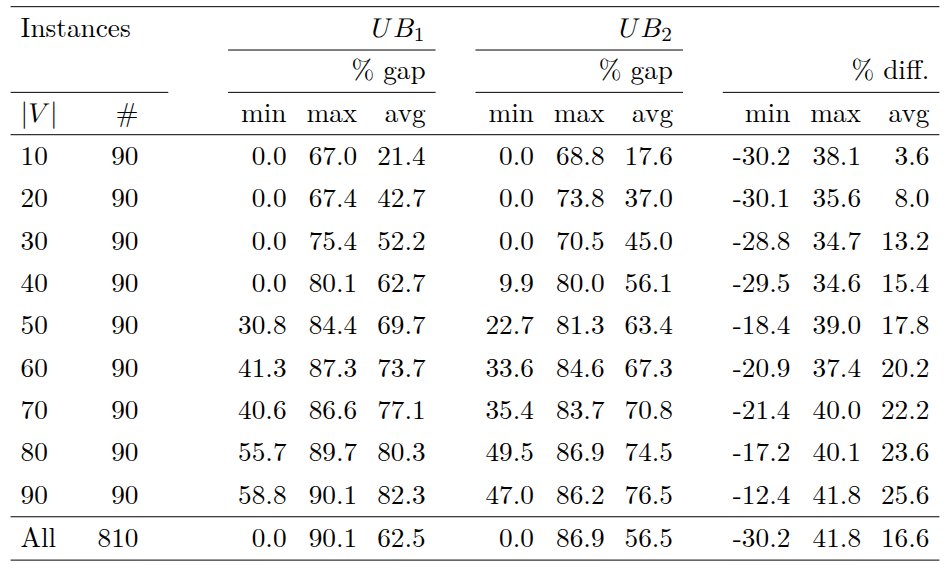 Instances UB₁ UB₂
% gap % gap % diff.
|V| # min max avg min max avg min max avg
10 90 0.0 67.0 21.4 0.0 68.8 17.6 -30.2 38.1 3.6
20 90 0.0 67.4 42.7 0.0 73.8 37.0 -30.1 35.6 8.0
30 90 0.0 75.4 52.2 0.0 70.5 45.0 -28.8 34.7 13.2
40 90 0.0 80.1 62.7 9.9 80.0 56.1 -29.5 34.6 15.4
50 90 30.8 84.4 69.7 22.7 81.3 63.4 -18.4 39.0 17.8
60 90 41.3 87.3 73.7 33.6 84.6 67.3 -20.9 37.4 20.2
70 90 40.6 86.6 77.1 35.4 83.7 70.8 -21.4 40.0 22.2
80 90 55.7 89.7 80.3 49.5 86.9 74.5 -17.2 40.1 23.6
90 90 58.8 90.1 82.3 47.0 86.2 76.5 -12.4 41.8 25.6
All 810 0.0 90.1 62.5 0.0 86.9 56.5 -30.2 41.8 16.6